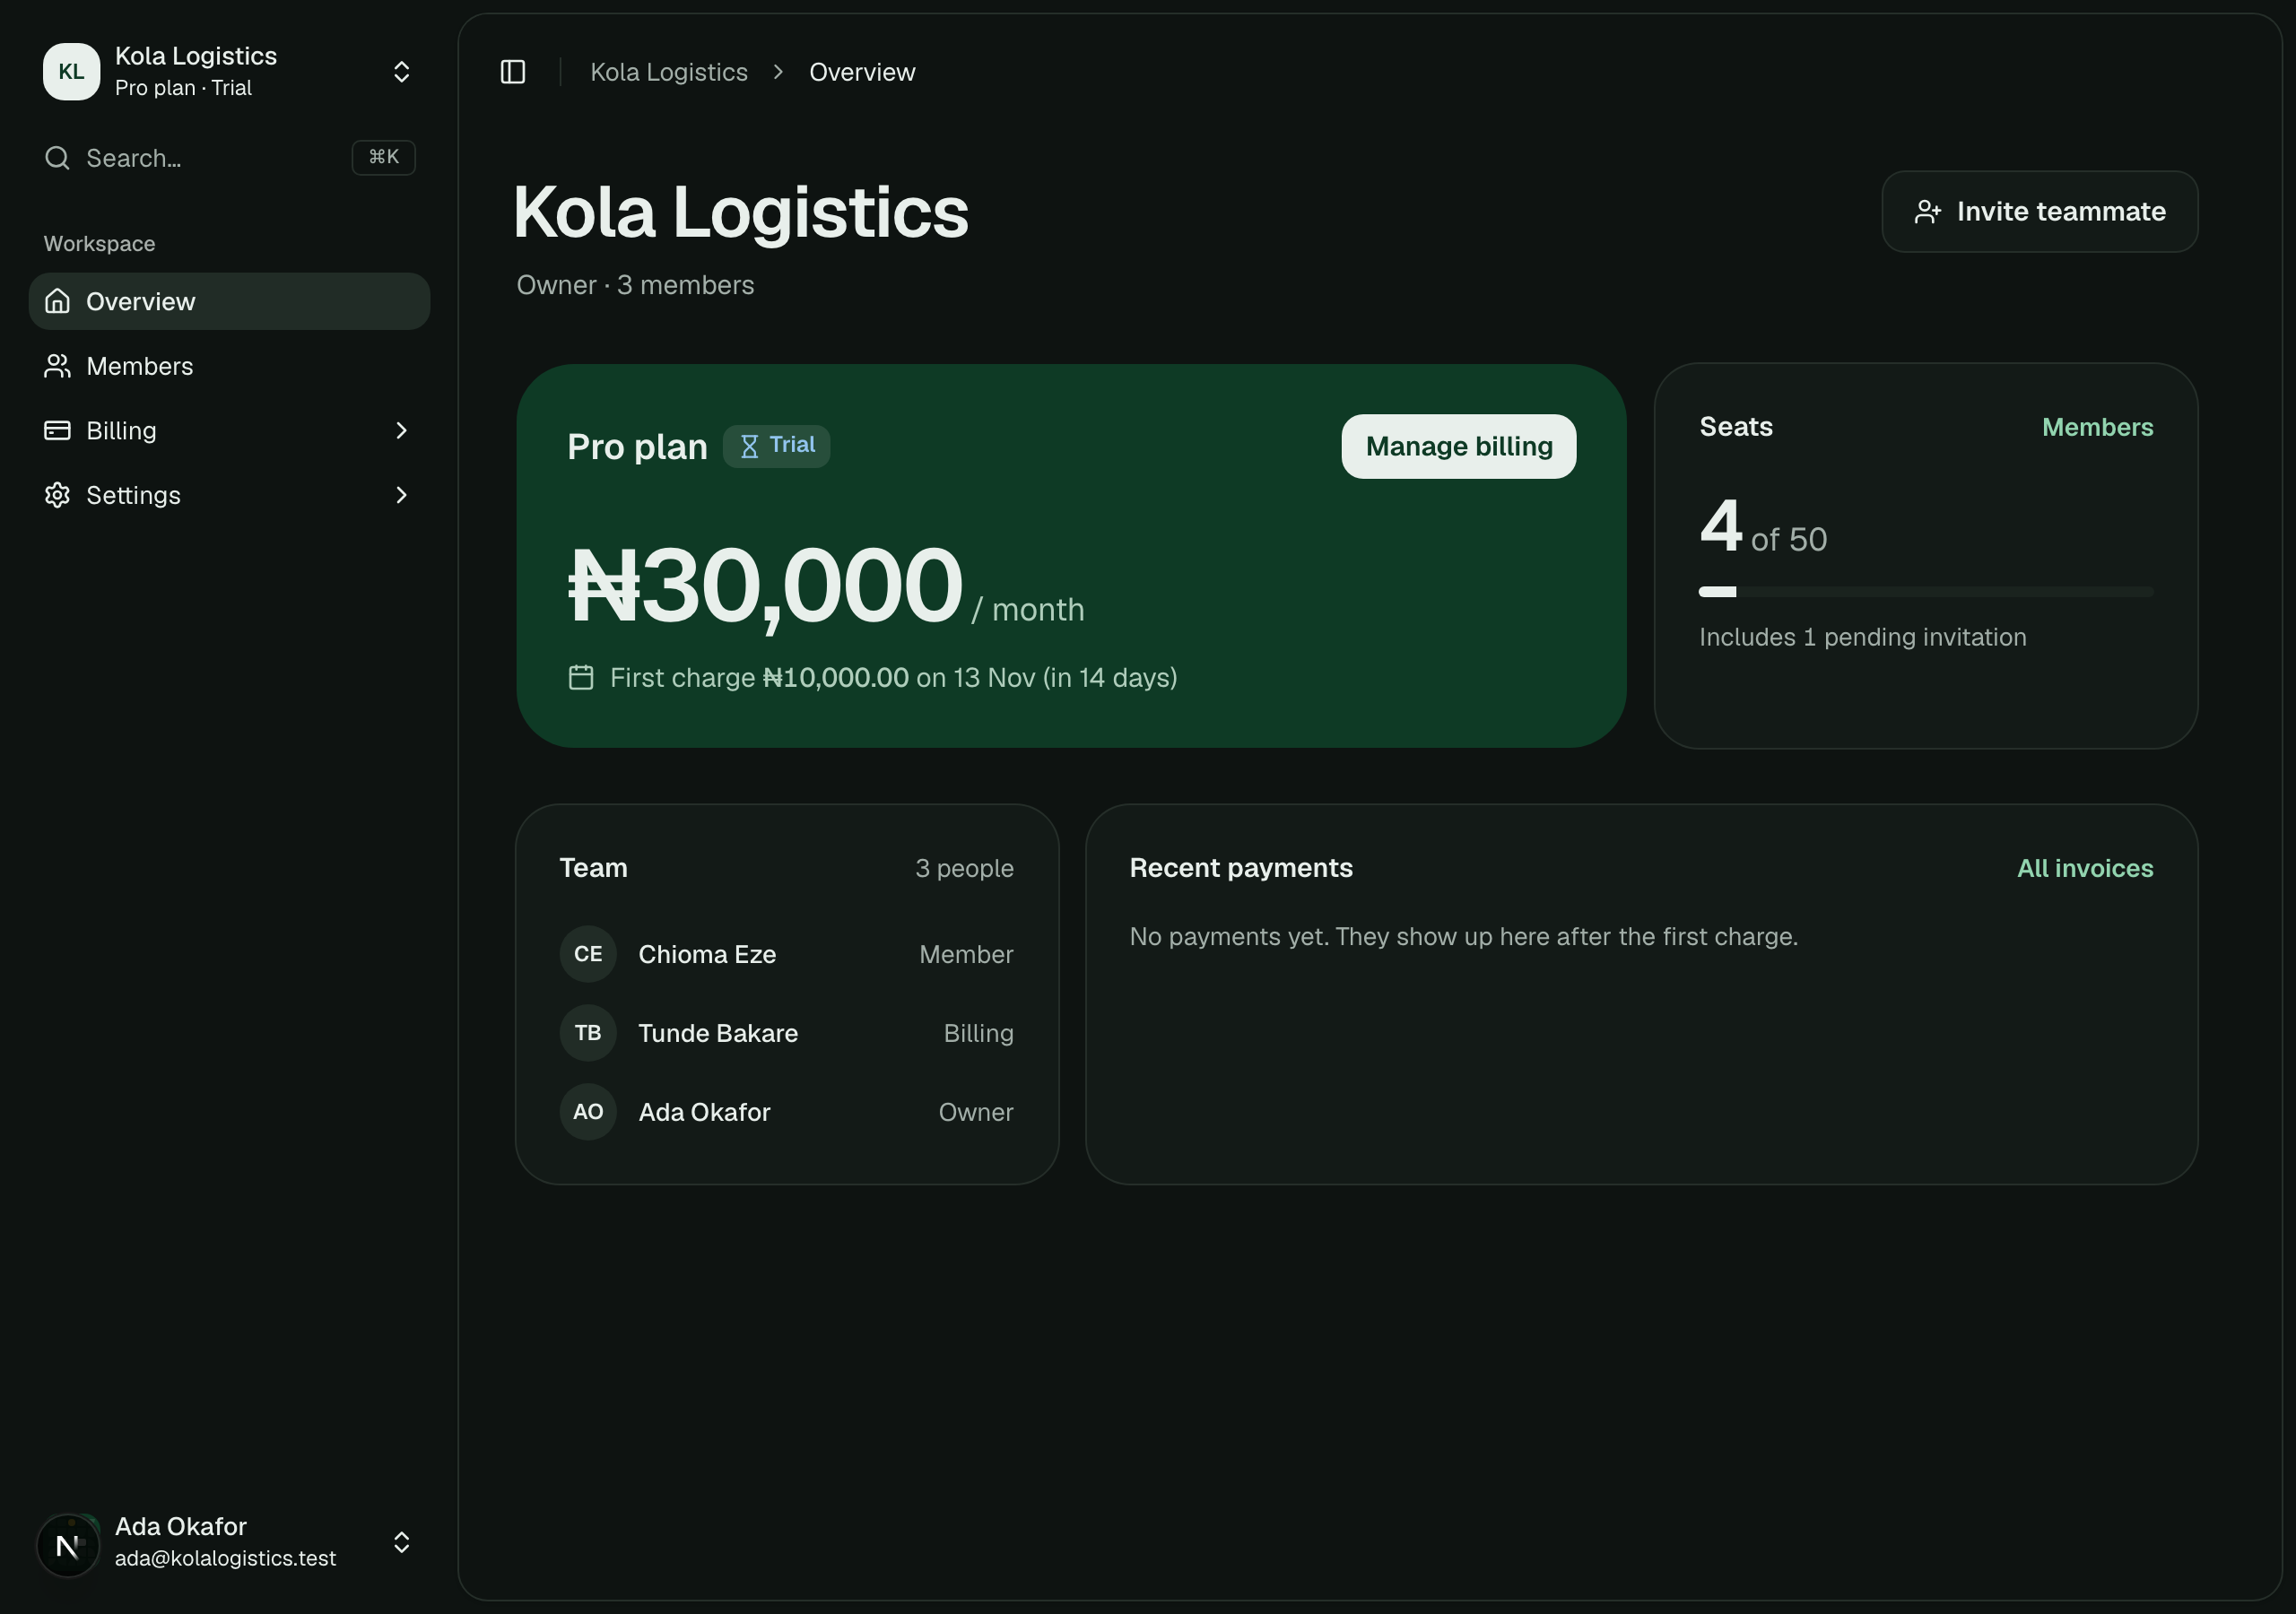 KL
Kola Logistics
Pro plan · Trial
Search...
⌘K
Workspace
Overview
Members
Billing
Settings
Kola Logistics
Overview
Kola Logistics
Owner · 3 members
Invite teammate
Pro plan
Trial
Manage billing
₦30,000 / month
First charge ₦10,000.00 on 13 Nov (in 14 days)
Seats
Members
4 of 50
Includes 1 pending invitation
Team
3 people
CE
Chioma Eze
Member
TB
Tunde Bakare
Billing
AO
Ada Okafor
Owner
Recent payments
All invoices
No payments yet. They show up here after the first charge.
N
Ada Okafor
ada@kolalogistics.test